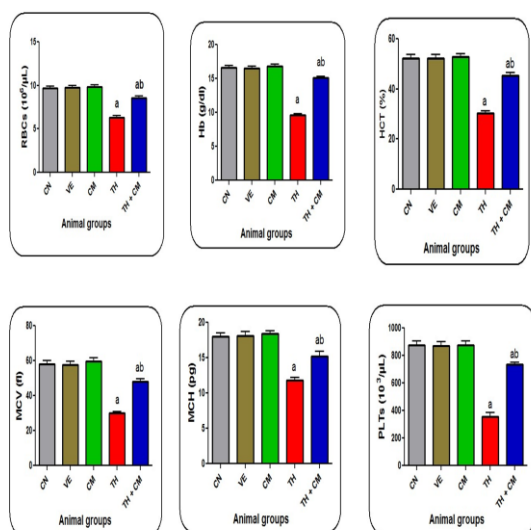 RBCs (10⁶/µL)
15
10
5
0
a
ab
CN
VE
CM
TH
TH + CM
Animal groups
Hb (g/dl)
20
15
10
5
0
a
ab
CN
VE
CM
TH
TH + CM
Animal groups
HCT (%)
60
40
20
0
a
ab
CN
VE
CM
TH
TH + CM
Animal groups
MCV (fl)
80
60
40
20
0
a
ab
CN
VE
CM
TH
TH + CM
Animal groups
MCH (pg)
20
15
10
5
0
a
ab
CN
VE
CM
TH
TH + CM
Animal groups
PLTs (10⁻³/µL)
1000
800
600
400
200
0
a
ab
CN
VE
CM
TH
TH + CM
Animal groups